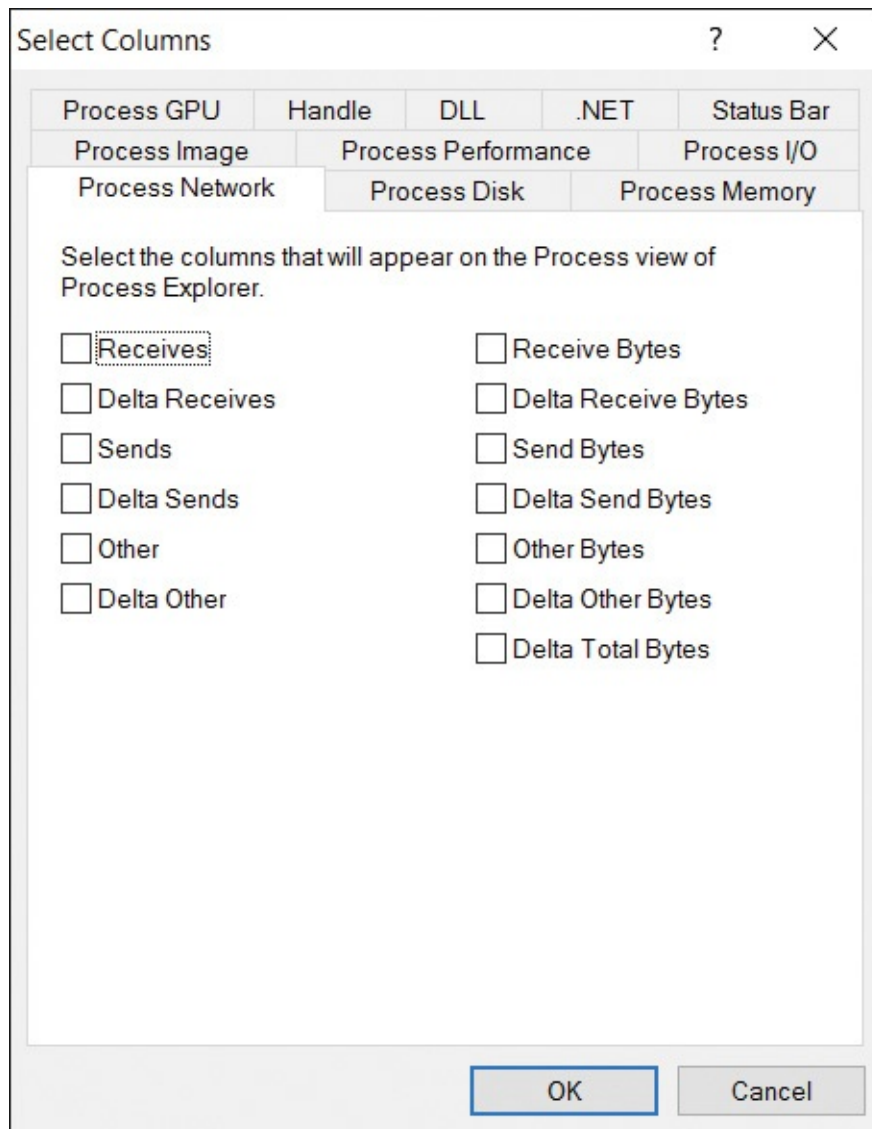 Select Columns ?
Process GPU Handle DLL .NET Status Bar
Process Image Process Performance Process I/O
Process Network Process Disk Process Memory
Select the columns that will appear on the Process view of
Process Explorer.
Receives Receive Bytes
Delta Receives Delta Receive Bytes
Sends Send Bytes
Delta Sends Delta Send Bytes
Other Other Bytes
Delta Other Delta Other Bytes
Delta Total Bytes
OK Cancel